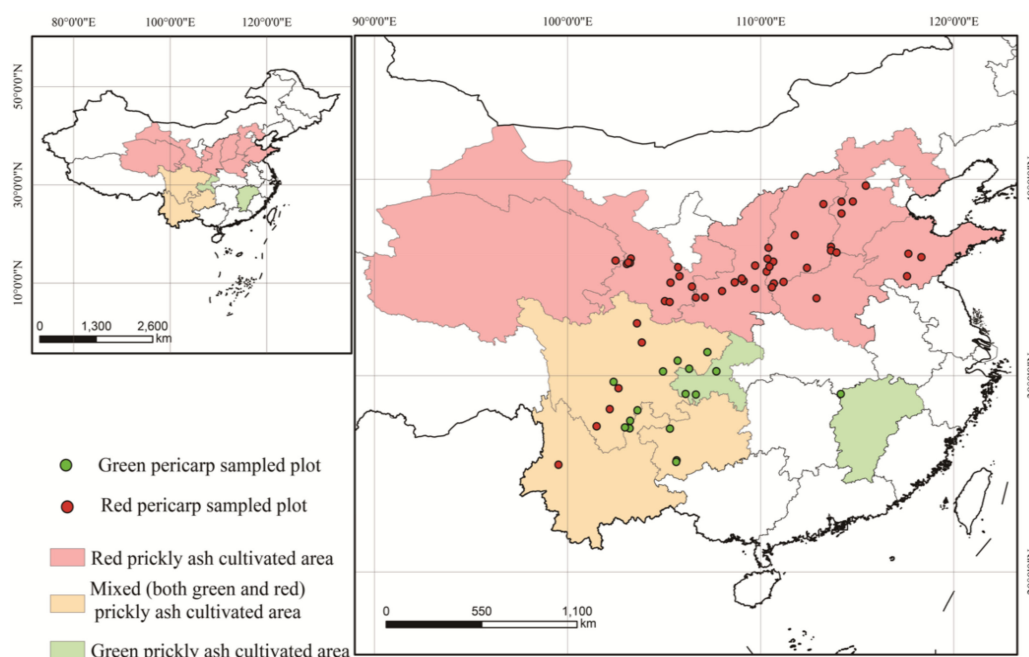 80°0'0"E 100°0'0"E 120°0'0"E
90°0'0"E 100°0'0"E 110°0'0"E 120°0'0"E
50°0'0"N
30°0'0"N
10°0'0"N
0 1,300 2,600
km
Green pericarp sampled plot
Red pericarp sampled plot
Red prickly ash cultivated area
Mixed (both green and red)
prickly ash cultivated area
Green prickly ash cultivated area
0 550 1,100
km